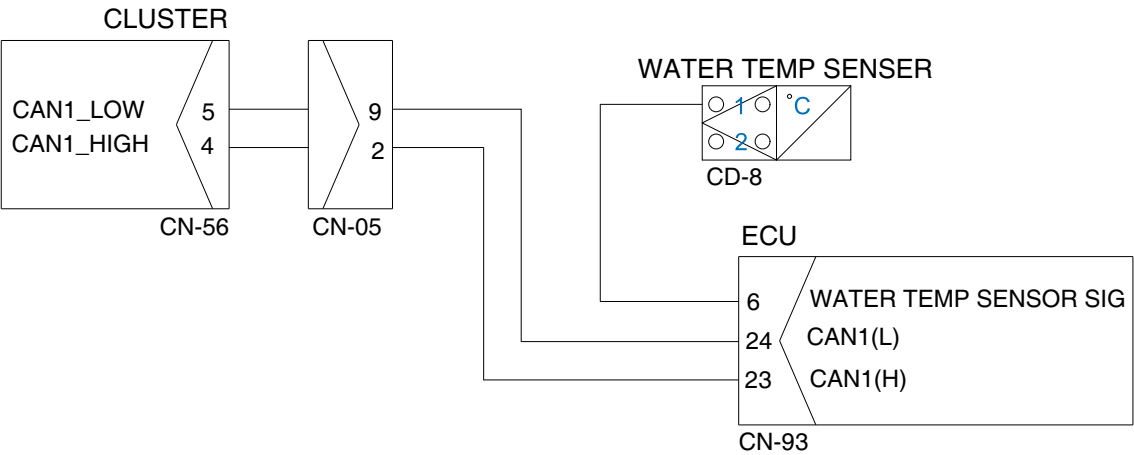 CLUSTER
CAN1_LOW 5
CAN1_HIGH 4
CN-56
9
2
CN-05
WATER TEMP SENSER
1 °C
2
CD-8
ECU
6 WATER TEMP SENSOR SIG
24 CAN1(L)
23 CAN1(H)
CN-93